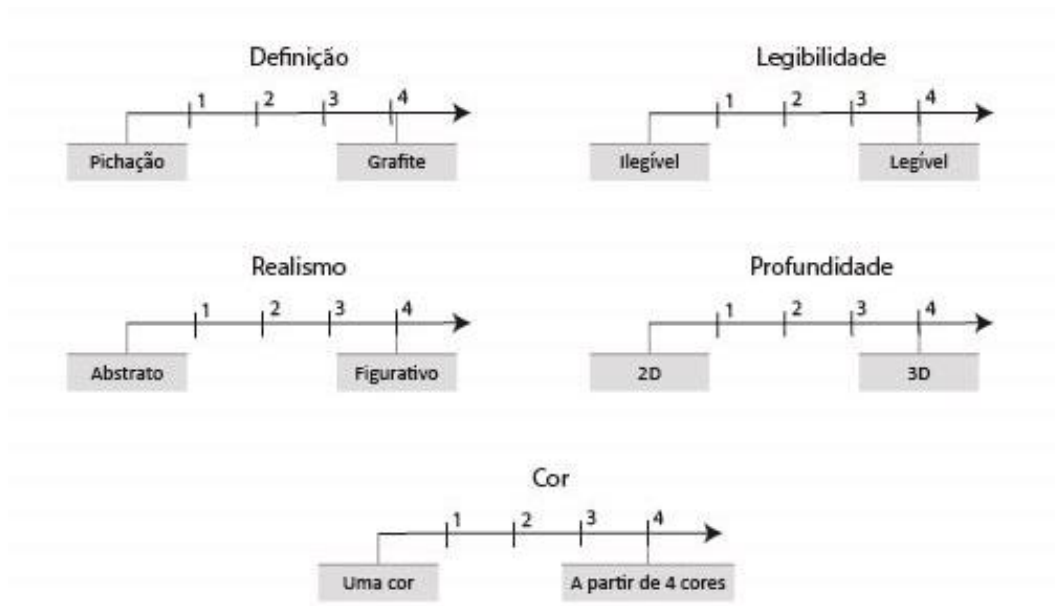 Definição
1 2 3 4
Pichação Grafite
Legibilidade
1 2 3 4
Ilegível Legível
Realismo
1 2 3 4
Abstrato Figurativo
Profundidade
1 2 3 4
2D 3D
Cor
1 2 3 4
Uma cor A partir de 4 cores